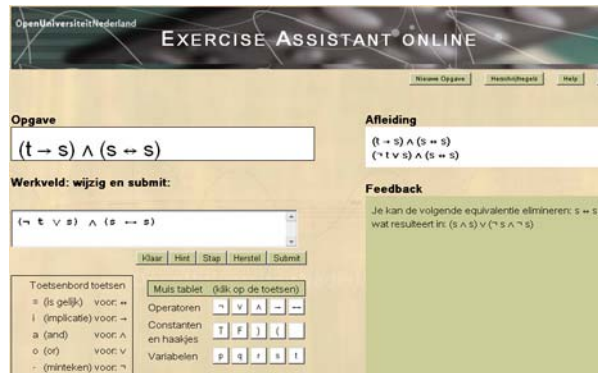 OpenUniversiteitNederland
EXERCISE ASSISTANT ONLINE
Nieuwe Opgave Herschrijfregels Help
Opgave
(t → s) ∧ (s ↔ s)
Werkveld: wijzig en submit:
(¬ t ∨ s) ∧ (s ↔ s)
Klaar Hint Stap Herstel Submit
Toetsenbord toetsen
= (is gelijk) voor: ↔
i (implicatie) voor: →
a (and) voor: ∧
o (or) voor: ∨
- (minteken) voor: ¬
Muis tablet (klik op de toetsen)
Operatoren ¬ ∨ ∧ → ↔
Constanten
en haakjes T F ) (
Variabelen p q r s t
Afleiding
(t → s) ∧ (s ↔ s)
(¬ t ∨ s) ∧ (s ↔ s)
Feedback
Je kan de volgende equivalentie elimineren: s ↔ s
wat resulteert in: (s ∧ s) ∨ (¬ s ∧ ¬ s)